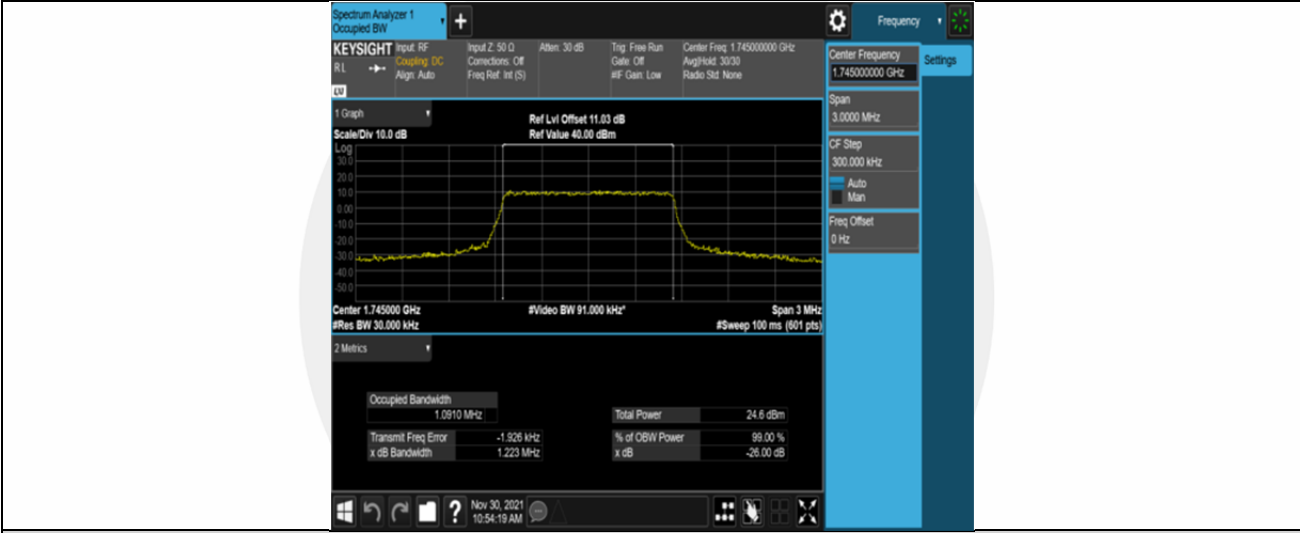 Spectrum Analyzer 1
Occupied BW
+
Frequency
KEYSIGHT Input: RF Input Z: 50 Ω Atten: 30 dB Trig: Free Run Center Freq: 1.745000000 GHz
RL Coupling: DC Corrections: Off Gate: Off Avg|Hold: 30/30
Align: Auto Freq Ref: Int (S) #IF Gain: Low Radio Std: None
Center Frequency
1.745000000 GHz
Settings
Span
3.0000 MHz
CF Step
300.000 kHz
Auto
Man
Freq Offset
0 Hz
1 Graph
Ref Lvl Offset 11.03 dB
Scale/Div 10.0 dB Ref Value 40.00 dBm
Log
30.0
20.0
10.0
0.00
-10.0
-20.0
-30.0
-40.0
-50.0
Center 1.745000 GHz #Video BW 91.000 kHz* Span 3 MHz
#Res BW 30.000 kHz #Sweep 100 ms (601 pts)
2 Metrics
Occupied Bandwidth
1.0910 MHz Total Power 24.6 dBm
Transmit Freq Error -1.926 kHz % of OBW Power 99.00 %
x dB Bandwidth 1.223 MHz x dB -26.00 dB
? Nov 30, 2021
10:54:19 AM